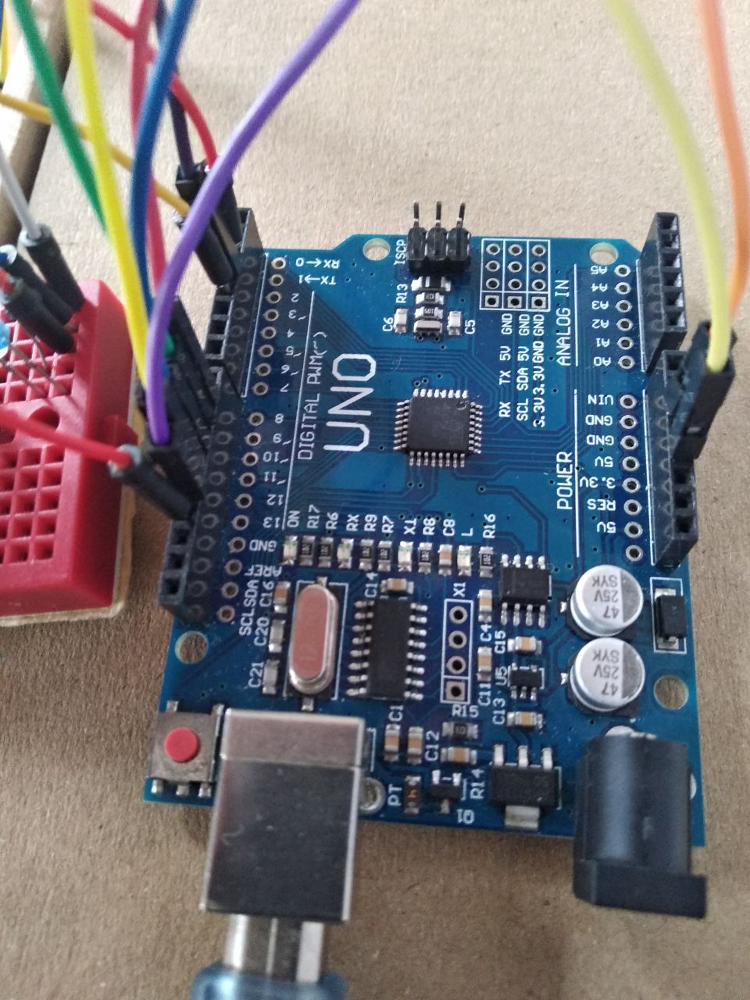 ISCP
RX←0
TX→1
2
3
4
5
6
7
8
9
10
11
12
13
GND
AREF
SDA
SCL
DIGITAL PWM(~)
UNO
R13
C6
C5
RX TX 5V GND
SCL SDA 5V GND
3.3V 3.3V GND GND
ANALOG IN
A5
A4
A3
A2
A1
A0
POWER
VIN
GND
GND
5V
3.3V
RES
5V
ON
R17
R6
RX
R9
R7
TX
R8
C8
L
R16
C16
C20
C21
C14
X1
C4
C15
U5
C11
C13
47
25V
SYK
47
25V
SYK
R15
C12
PT
Q1
R14